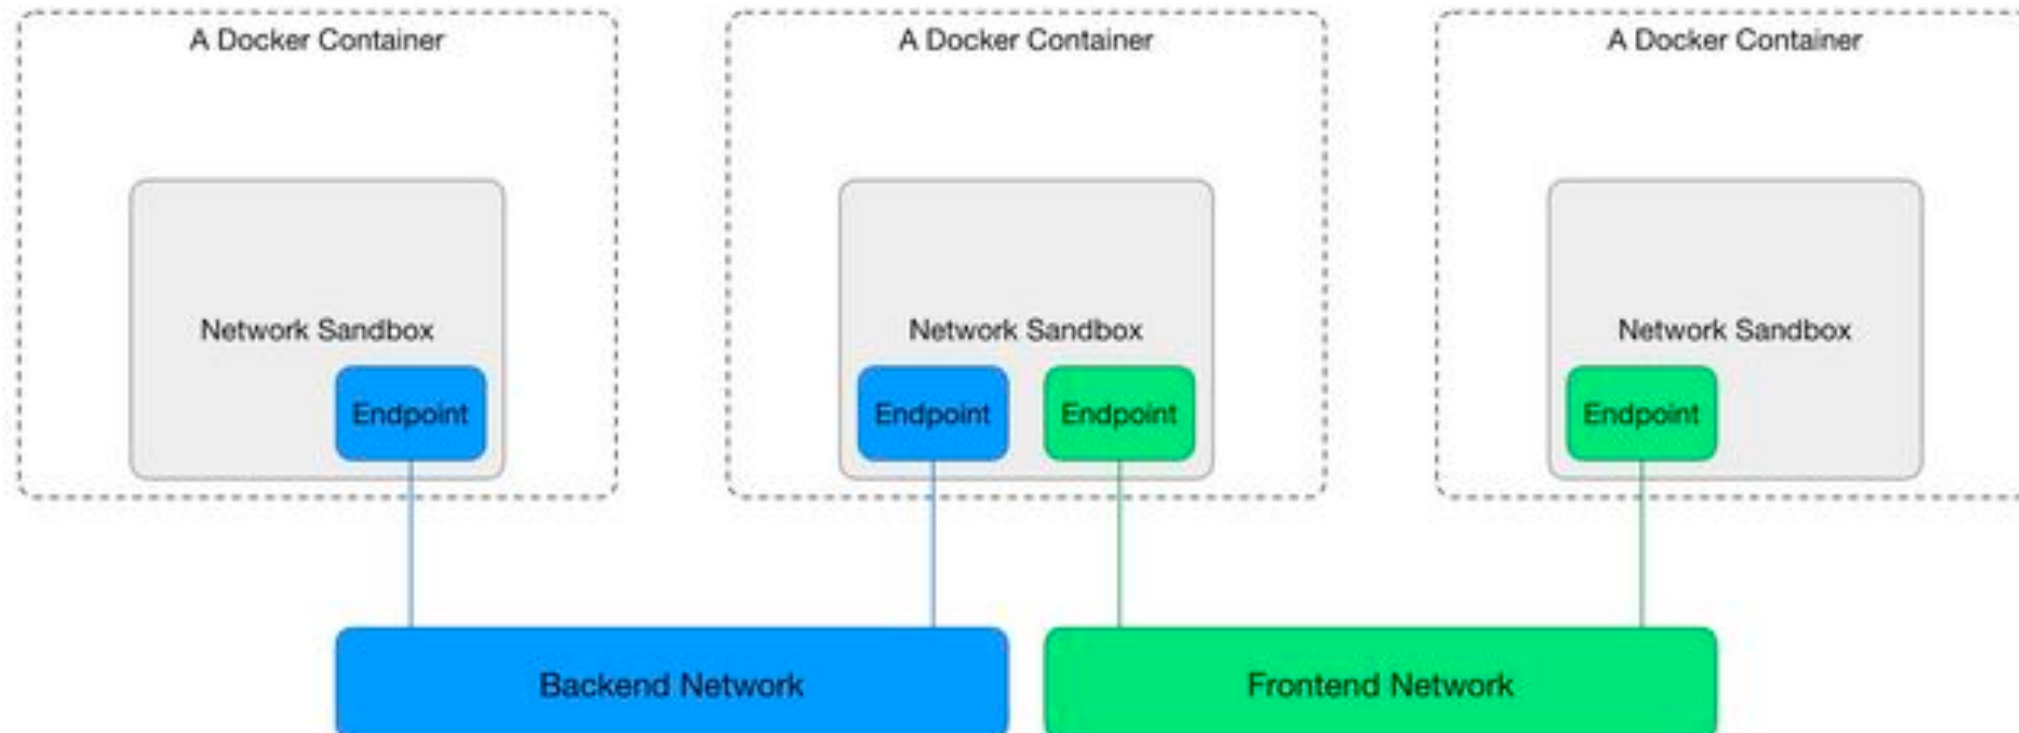 A Docker Container
A Docker Container
A Docker Container
Network Sandbox
Network Sandbox
Network Sandbox
Endpoint
Endpoint
Endpoint
Endpoint
Backend Network
Frontend Network